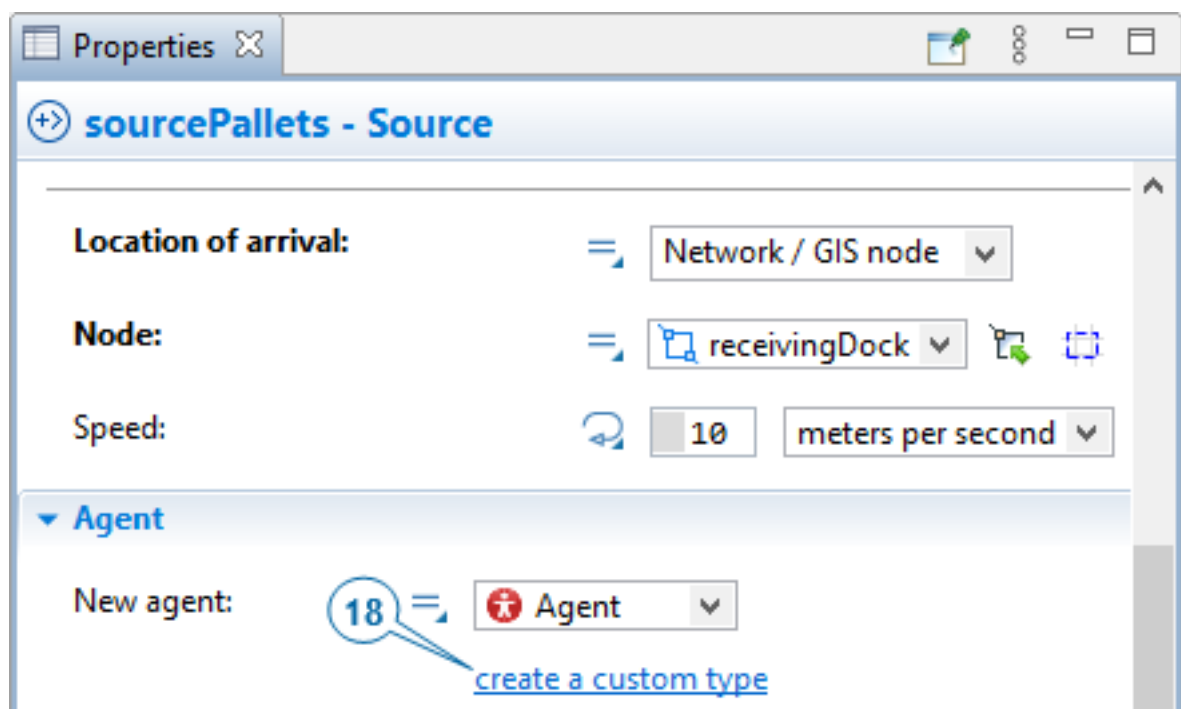 Properties
sourcePallets - Source
Location of arrival: Network / GIS node
Node: receivingDock
Speed: 10 meters per second
Agent
New agent: 18 Agent
create a custom type